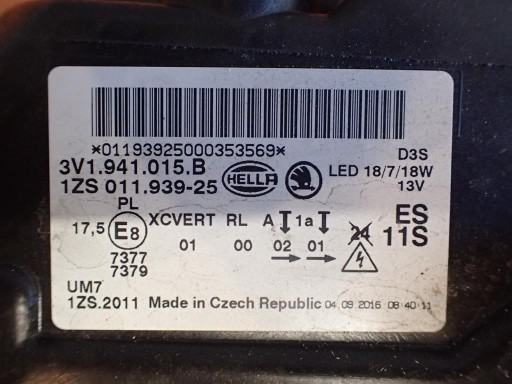 *01193925000353569*
3V1.941.015.B
1ZS 011.939-25
HELLA
D3S
LED 18/7/18W
13V
PL
17,5 E8 XCVERT RL A 1a
01 00 02 01
24
ES
11S
7377
7379
UM7
1ZS.2011 Made in Czech Republic 04 09 2016 08 40 11